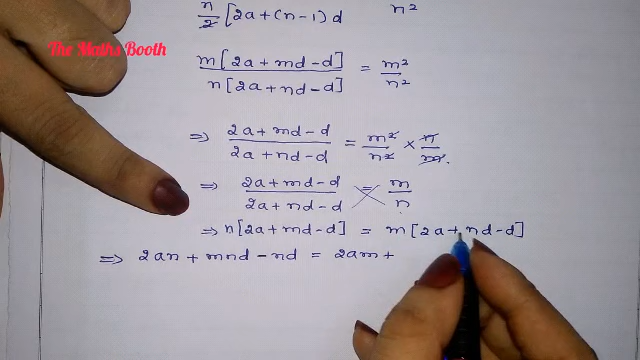 n/2 [2a + (n-1) d    n²
The Maths Booth
m[2a + md - d] / n[2a + nd - d] = m²/n²
⇒ 2a + md - d / 2a + nd - d = m²/n² × n/m.
⇒ 2a + md - d / 2a + nd - d = m/n
⇒ n[2a + md - d] = m[2a + nd - d]
⇒ 2an + mnd - nd = 2am +